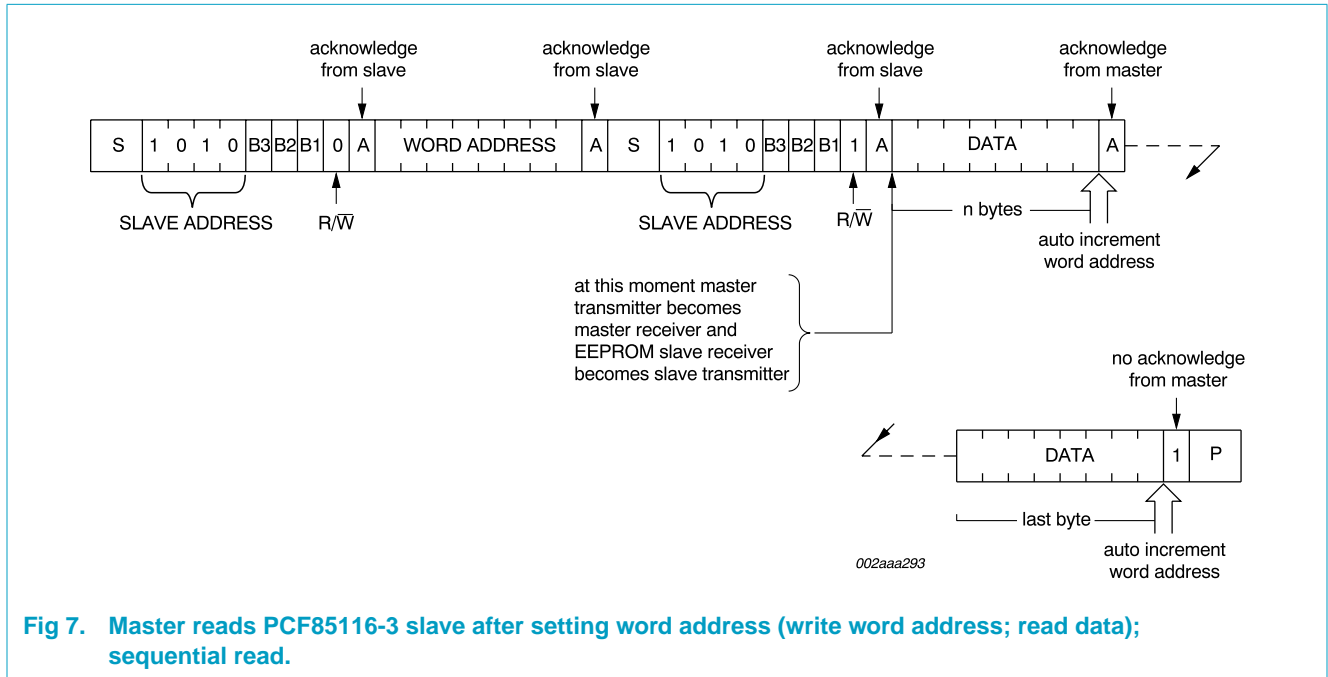 acknowledge
from slave
acknowledge
from slave
acknowledge
from slave
acknowledge
from master
S 1 0 1 0 B3 B2 B1 0 A WORD ADDRESS A S 1 0 1 0 B3 B2 B1 1 A DATA A
SLAVE ADDRESS
R/W̅
SLAVE ADDRESS
R/W̅
n bytes
auto increment
word address
at this moment master
transmitter becomes
master receiver and
EEPROM slave receiver
becomes slave transmitter
no acknowledge
from master
DATA 1 P
last byte
auto increment
word address
002aaa293
Fig 7. Master reads PCF85116-3 slave after setting word address (write word address; read data);
sequential read.